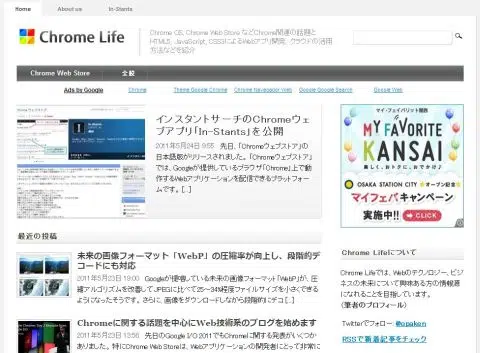 Home About us In-Stants
Chrome Life
Chrome OS, Chrome Web Store などChrome関連の話題と
HTML5, JavaScript, CSS3によるWebアプリ開発、クラウドの活用
方法などを紹介
Chrome Web Store 全般
Ads by Google Chrome Theme Google Chrome Chrome Navigateur Web Google Google Search Google Web
インスタントサーチのChromeウェ
ブアプリ「In-Stants」を公開
2011年5月24日 9:55 先日、「Chromeウェブストア」の
日本語版がリリースされました。「Chromeウェブストア」
では、Googleが提供しているブラウザ「Chrome」上で動
作するWebアプリケーションを配信できるプラットフォー
ムです。 [...]
マイ・フェイバリット関西
MY FAVORITE
KANSAI
OSAKA STATION CITY オープン記念
マイフェバキャンペーン
実施中!! CLICK
最近の投稿
未来の画像フォーマット「WebP」の圧縮率が向上し、段階的デ
コードにも対応
2011年5月23日 19:00 Googleが提唱している未来の画像フォーマット「WebP」が、圧
縮アルゴリズムを改善してJPEGに比べて25～34%程度ファイルサイズを小さくできる
ようになったそうです。さらに、画像をダウンロードしながら段階的にデコ [...]
Chromeに関する話題を中心にWeb技術系のブログを始めます
2011年5月23日 13:56 先日のGoogle I/O 2011でもChromeに関する発表がいくつか
ありました。特にChrome Web Storeは、Webアプリケーションの開発者にとって非常に
Chrome Lifeについて
Chrome Lifeでは、Webのテクノロジー、ビジ
ネスの未来について興味がある方の情報源
になれることを目指しています。
(筆者のプロフィール)
Twitterでフォロー @opaken
RSSで記事をチェック